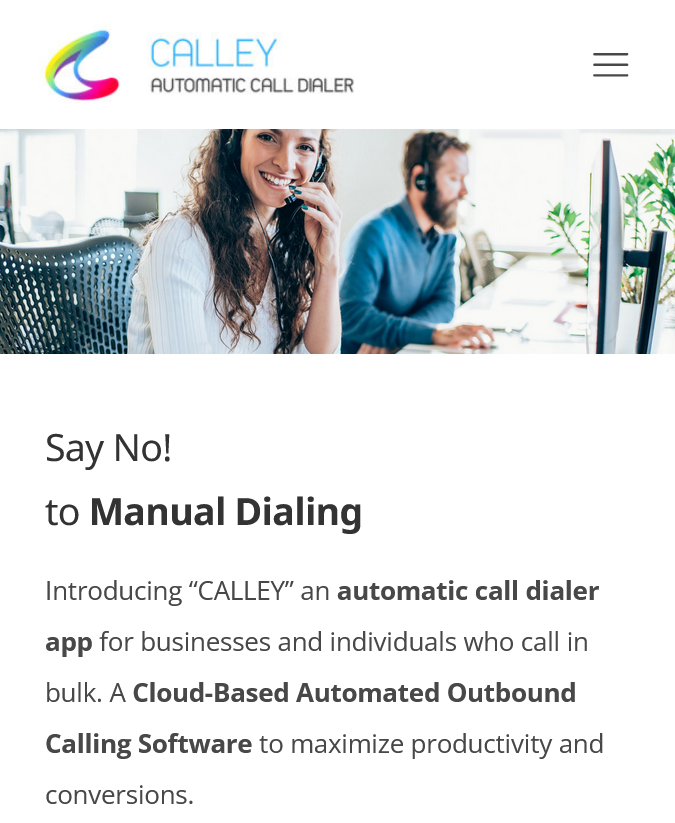 CALLEY
AUTOMATIC CALL DIALER
Say No!
to Manual Dialing
Introducing “CALLEY” an automatic call dialer
app for businesses and individuals who call in
bulk. A Cloud-Based Automated Outbound
Calling Software to maximize productivity and
conversions.